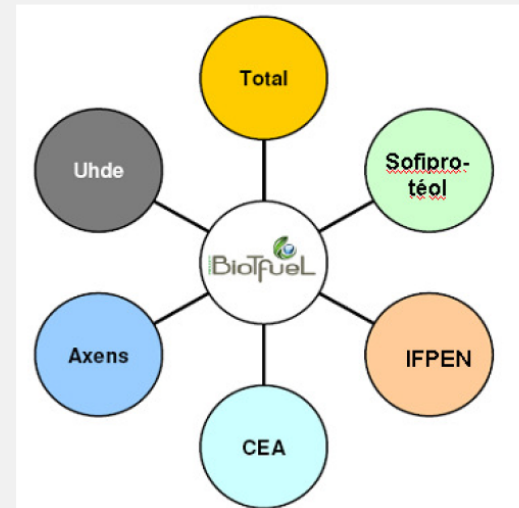 Total
Uhde
Sofipro-
téol
BioTfueL
Axens
IFPEN
CEA